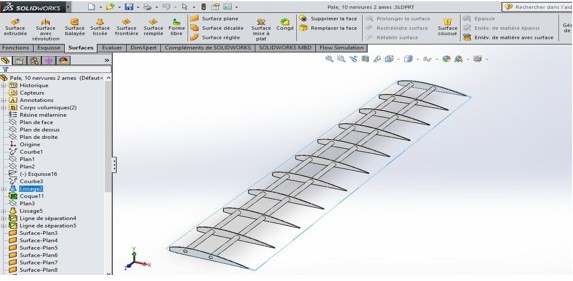 SOLIDWORKS
Pale, 10 nervures 2 ames .SLDPRT
Rechercher dans l'aid
Surface extrudée
Surface avec révolution
Surface balayée
Surface lissée
Surface frontière
Surface remplie
Forme libre
Surface plane
Surface décalée
Surface réglée
Surface mise à plat
Congé
Supprimer la face
Remplacer la face
Prolonger la surface
Restreindre surface
Rétablir surface
Surface cousue
Epaissir
Enlèv. de matière épaissi
Enlèv. de matière avec surface
Géo
de
Fonctions Esquisse Surfaces Evaluer DimXpert Compléments de SOLIDWORKS SOLIDWORKS MBD Flow Simulation
Pale, 10 nervures 2 ames (Défaut<
Historique
Capteurs
Annotations
Corps volumiques(2)
Résine mélamine
Plan de face
Plan de dessus
Plan de droite
Origine
Courbe1
Plan1
Plan2
(-) Esquisse16
Courbe3
Coque11
Plan3
Lissage5
Ligne de séparation4
Ligne de séparation5
Surface-Plan3
Surface-Plan4
Surface-Plan5
Surface-Plan6
Surface-Plan7
Surface-Plan8